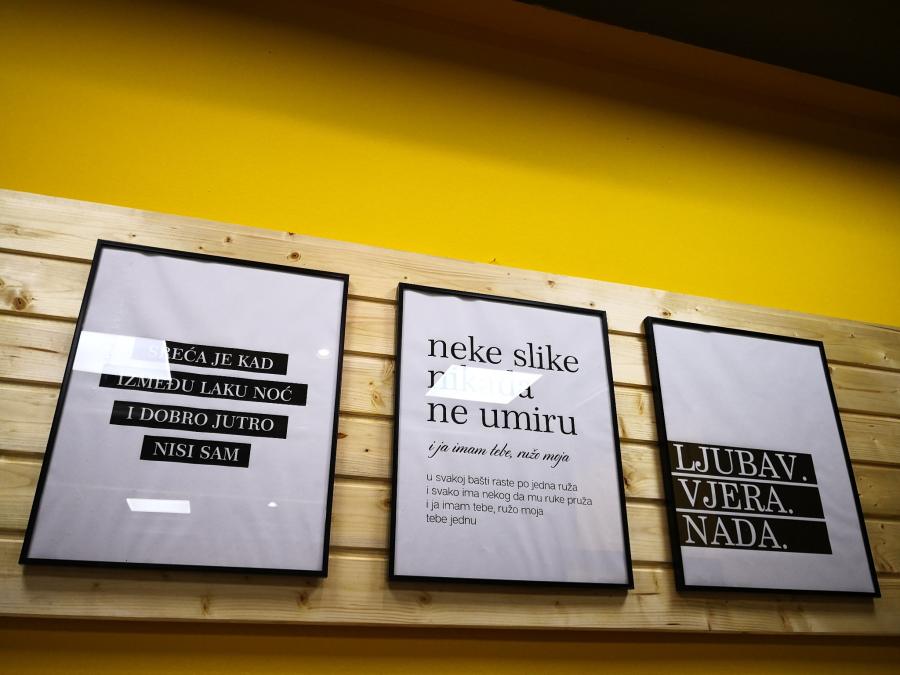 SREĆA JE KAD
IZMEĐU LAKU NOĆ
I DOBRO JUTRO
NISI SAM
neke slike
nikada
ne umiru
i ja imam tebe, ružo moja
u svakoj bašti raste po jedna ruža
i svako ima nekog da mu ruke pruža
i ja imam tebe, ružo moja
tebe jednu
LJUBAV.
VJERA.
NADA.